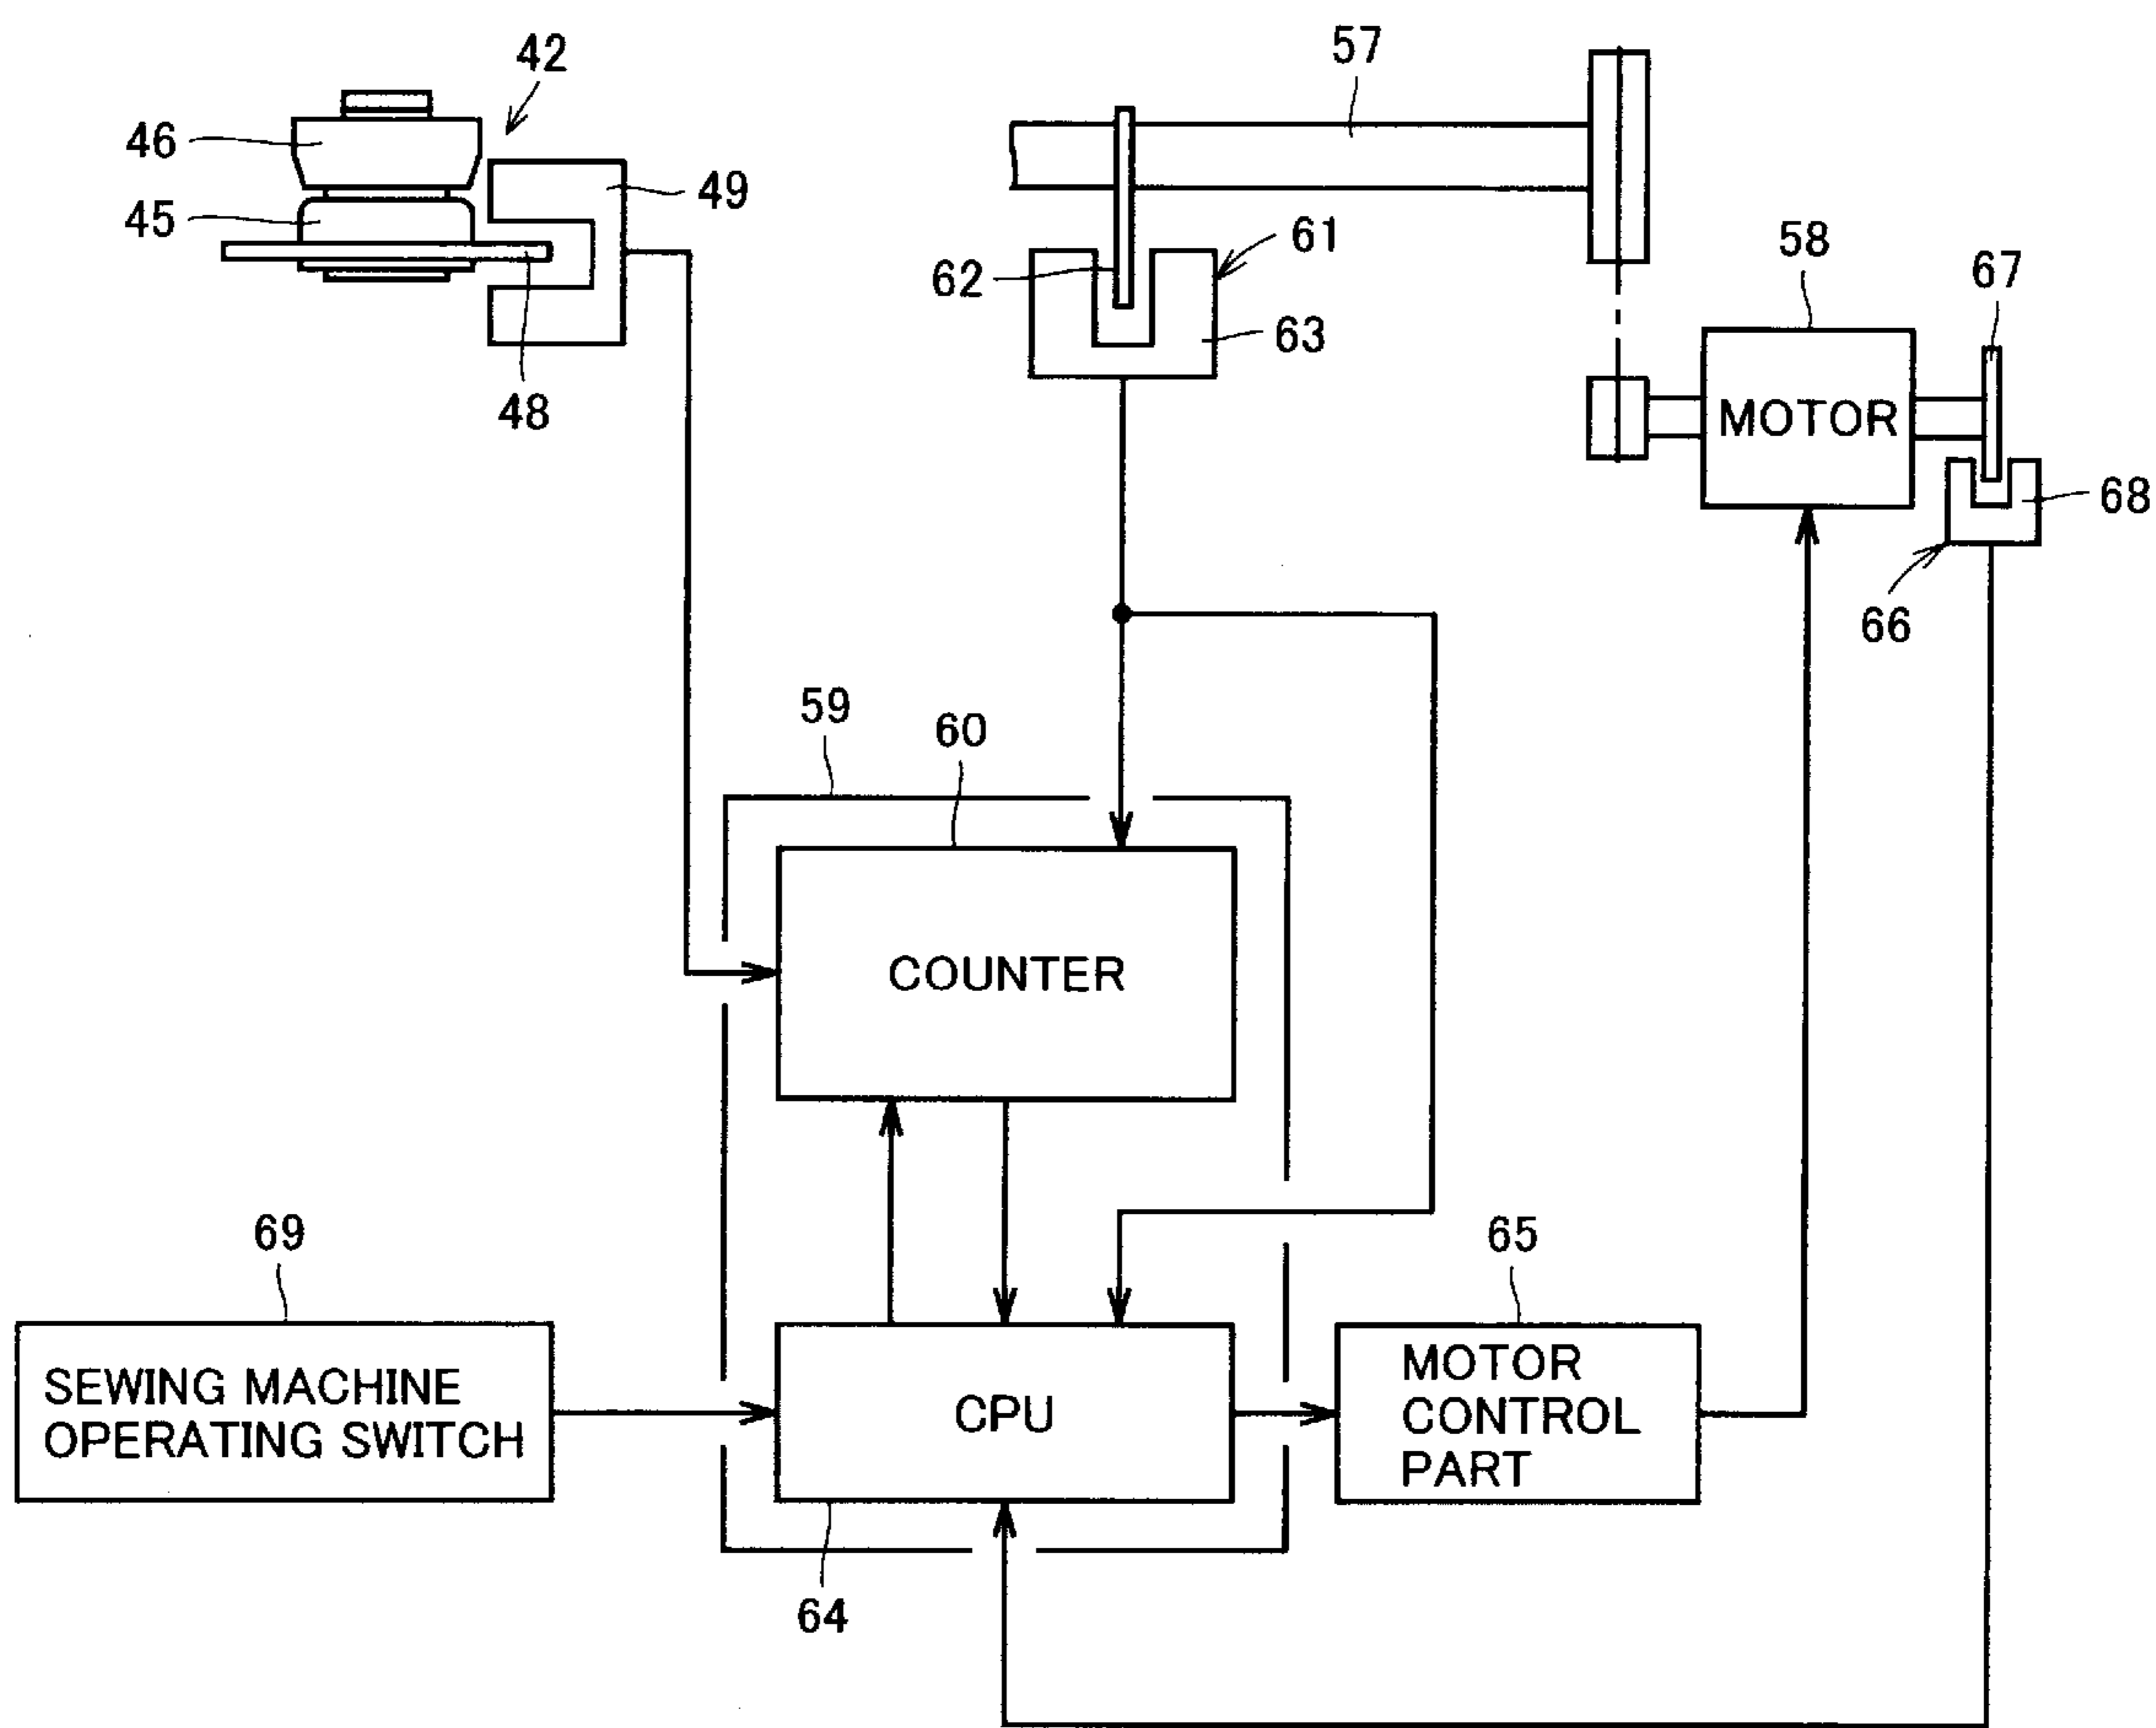 42
57
46
49
45
61
58
67
62
63
48
MOTOR
68
66
59
60
COUNTER
69
65
SEWING MACHINE
OPERATING SWITCH
CPU
MOTOR
CONTROL
PART
64